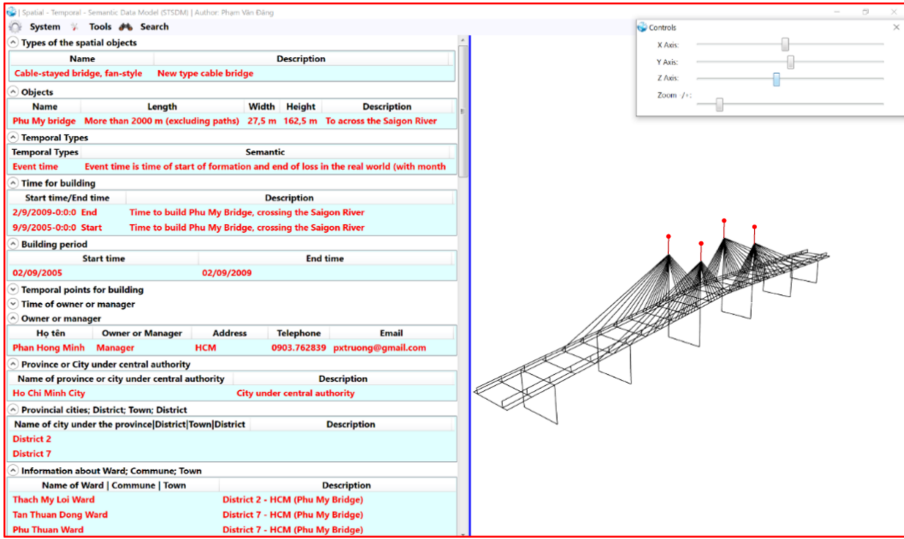 | Spatial - Temporal - Semantic Data Model (STSDM) | Author: Pham Văn Đăng
System Tools Search
Types of the spatial objects
Name Description
Cable-stayed bridge, fan-style New type cable bridge
Objects
Name Length Width Height Description
Phu My bridge More than 2000 m (excluding paths) 27,5 m 162,5 m To across the Saigon River
Temporal Types
Temporal Types Semantic
Event time Event time is time of start of formation and end of loss in the real world (with month
Time for building
Start time/End time Description
2/9/2009-0:0:0 End Time to build Phu My Bridge, crossing the Saigon River
9/9/2005-0:0:0 Start Time to build Phu My Bridge, crossing the Saigon River
Building period
Start time End time
02/09/2005 02/09/2009
Temporal points for building
Time of owner or manager
Owner or manager
Họ tên Owner or Manager Address Telephone Email
Phan Hong Minh Manager HCM 0903.762839 pxtruong@gmail.com
Province or City under central authority
Name of province or city under central authority Description
Ho Chi Minh City City under central authority
Provincial cities; District; Town; District
Name of city under the province|District|Town|District Description
District 2
District 7
Information about Ward; Commune; Town
Name of Ward | Commune | Town Description
Thach My Loi Ward District 2 - HCM (Phu My Bridge)
Tan Thuan Dong Ward District 7 - HCM (Phu My Bridge)
Phu Thuan Ward District 7 - HCM (Phu My Bridge)
Controls
X Axis:
Y Axis:
Z Axis:
Zoom -/+: